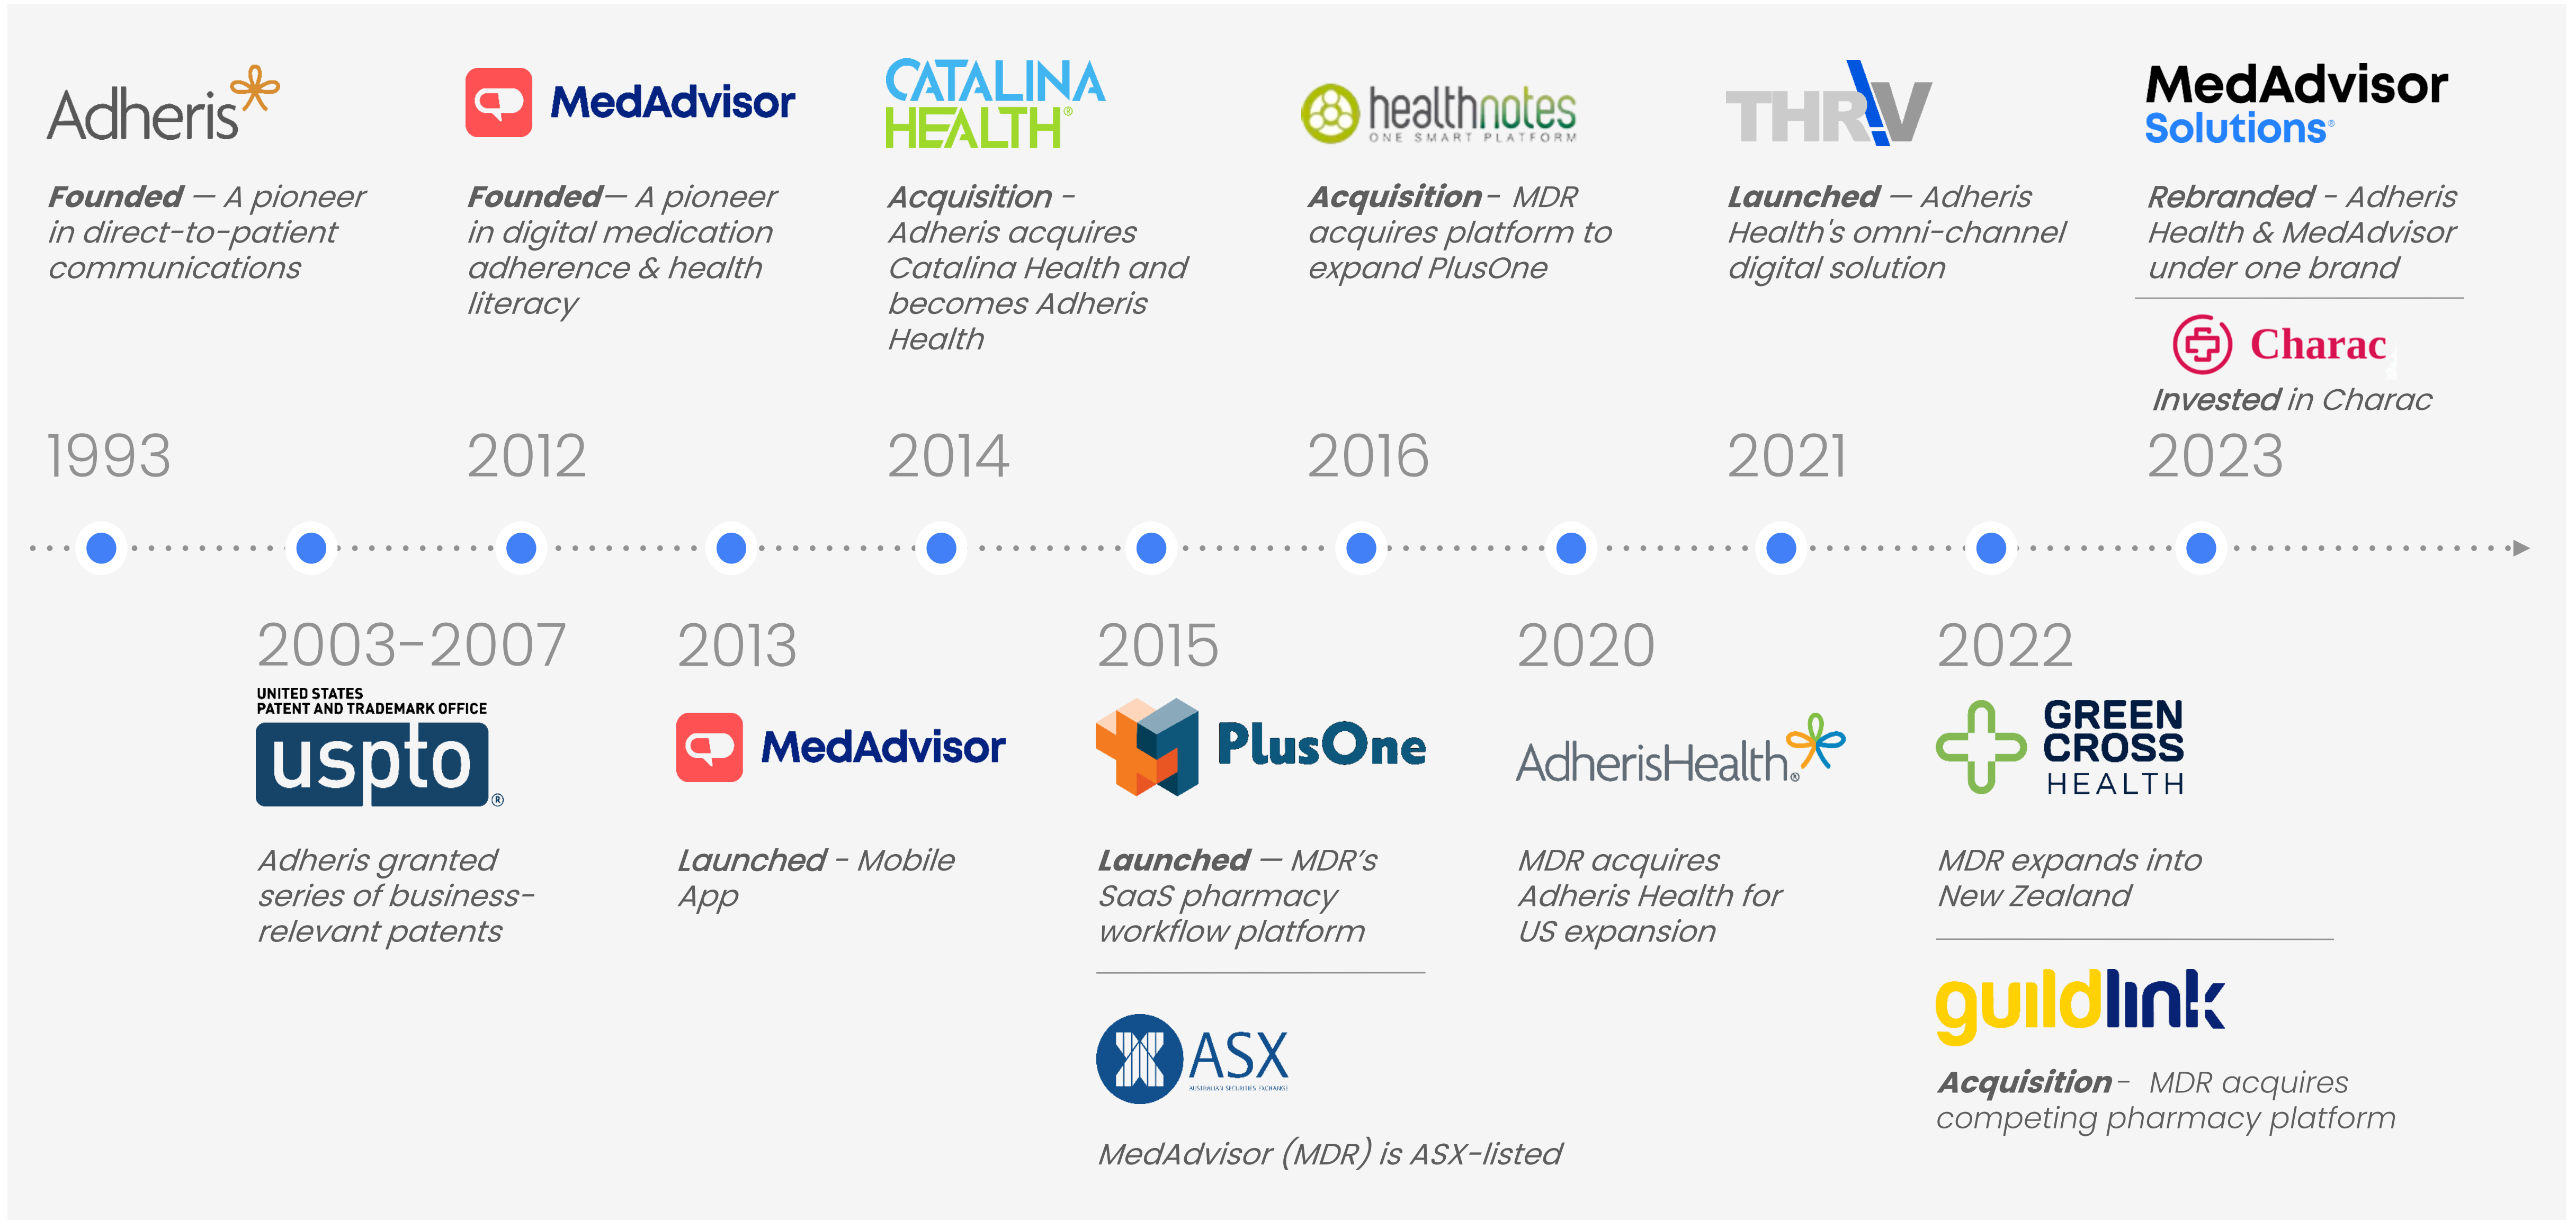 Adheris
Founded — A pioneer
in direct-to-patient
communications
1993
MedAdvisor
Founded— A pioneer
in digital medication
adherence & health
literacy
2012
CATALINA
HEALTH®
Acquisition -
Adheris acquires
Catalina Health and
becomes Adheris
Health
2014
healthnotes
ONE SMART PLATFORM
Acquisition - MDR
acquires platform to
expand PlusOne
2016
THRIV
Launched — Adheris
Health's omni-channel
digital solution
2021
MedAdvisor
Solutions®
Rebranded - Adheris
Health & MedAdvisor
under one brand
Charac
Invested in Charac
2023
2003-2007
UNITED STATES
PATENT AND TRADEMARK OFFICE
uspto®
Adheris granted
series of business-
relevant patents
2013
MedAdvisor
Launched - Mobile
App
2015
PlusOne
Launched — MDR’s
SaaS pharmacy
workflow platform
ASX
AUSTRALIAN SECURITIES EXCHANGE
MedAdvisor (MDR) is ASX-listed
2020
AdherisHealth®
MDR acquires
Adheris Health for
US expansion
2022
GREEN
CROSS
HEALTH
MDR expands into
New Zealand
guildlink
Acquisition - MDR acquires
competing pharmacy platform